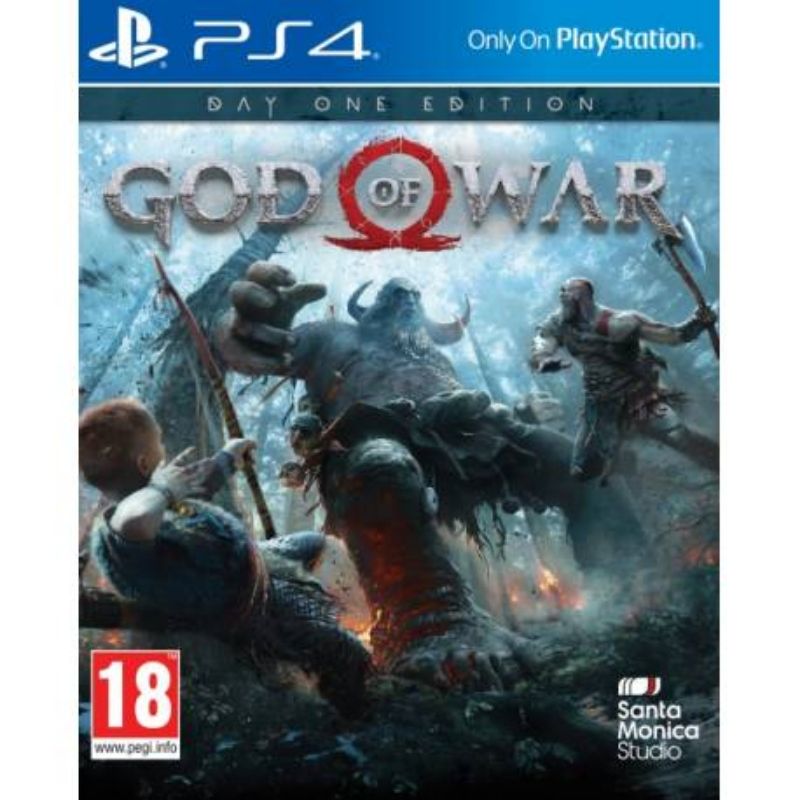 PS4
Only On PlayStation®
DAY ONE EDITION
GOD OF WAR
18
www.pegi.info
Santa
Monica
Studio